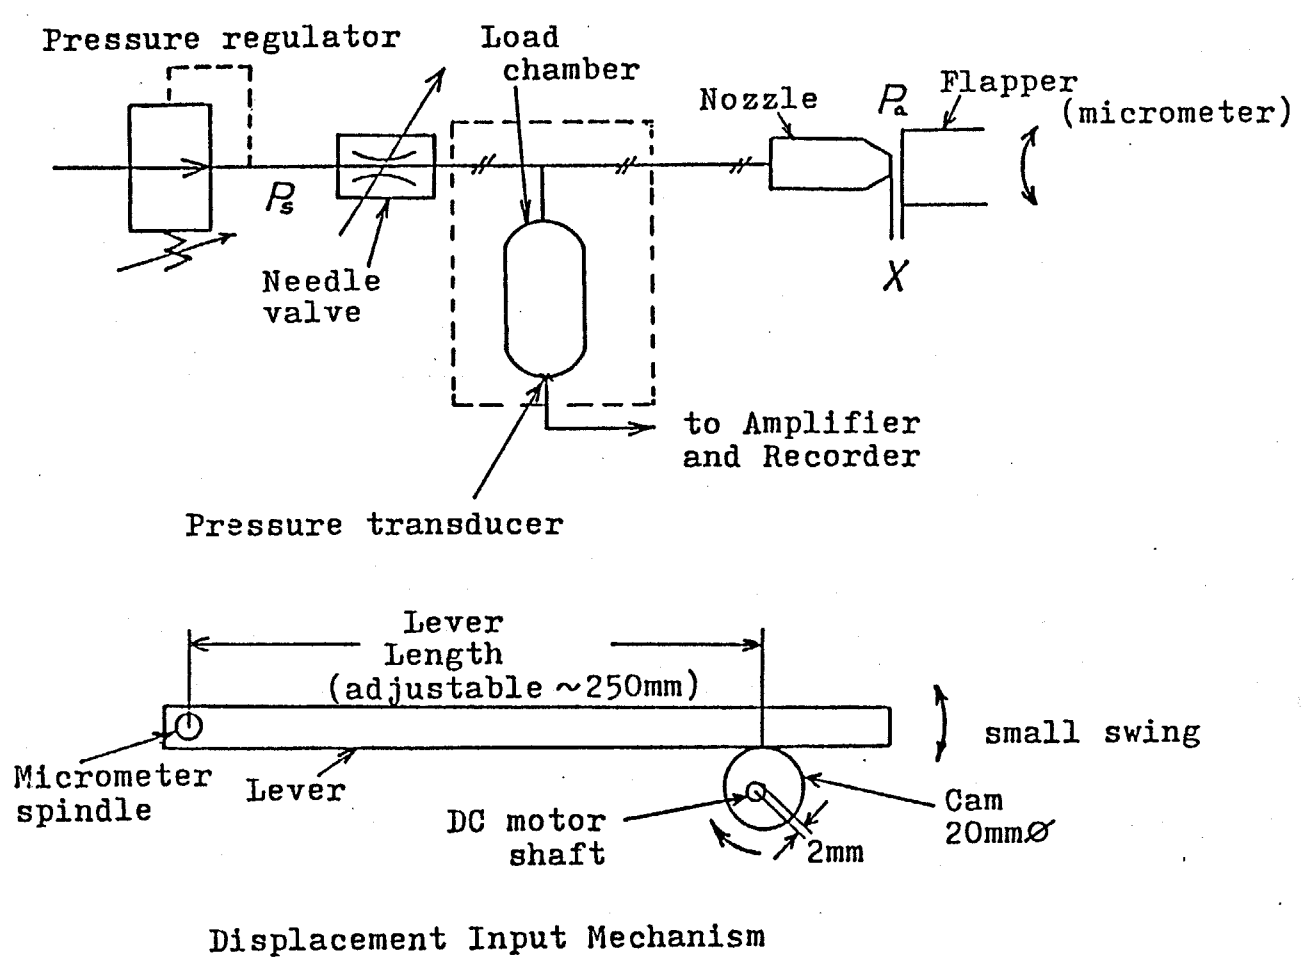 Pressure regulator
Load
chamber
Nozzle
Pa
Flapper
(micrometer)
Ps
Needle
valve
X
to Amplifier
and Recorder
Pressure transducer
Lever
Length
(adjustable ~250mm)
small swing
Micrometer
spindle
Lever
DC motor
shaft
2mm
Cam
20mmØ
Displacement Input Mechanism